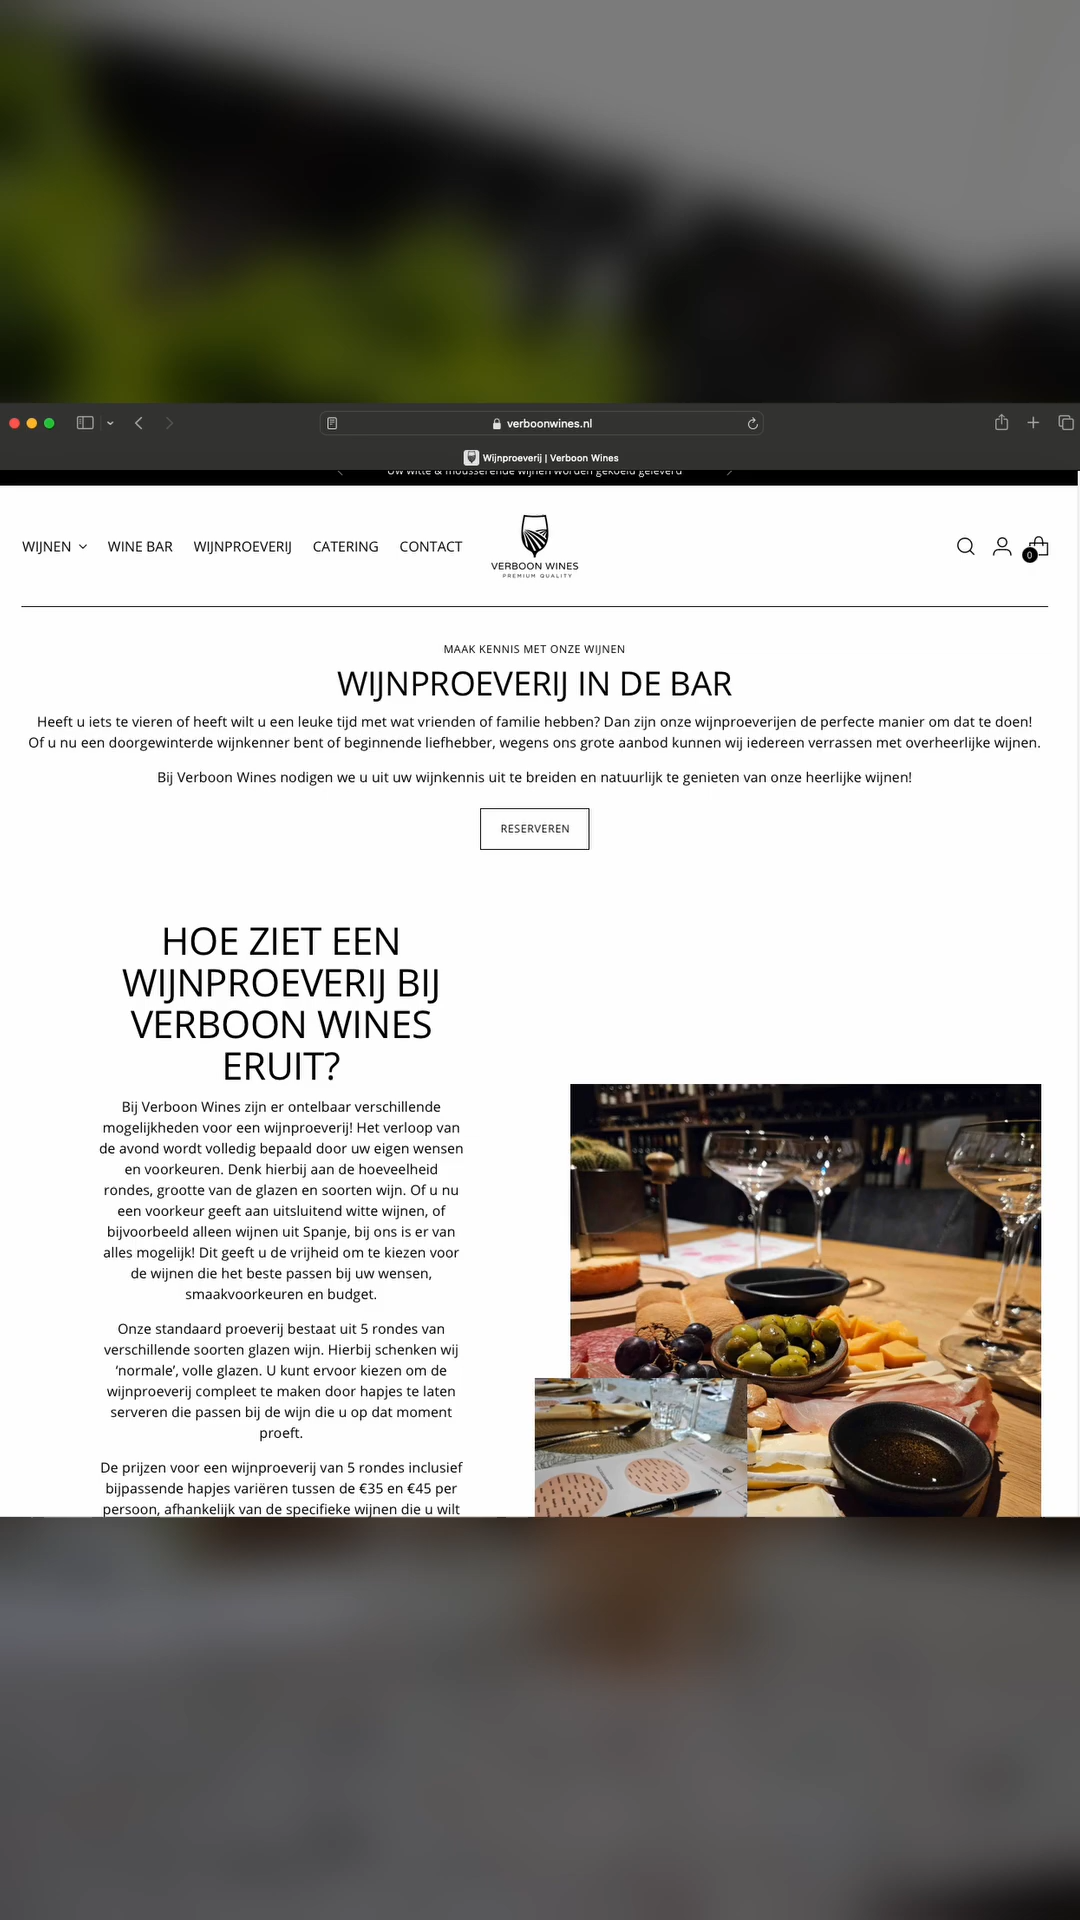 verboonwines.nl
Wijnproeverij | Verboon Wines
Uw witte & mousserende wijnen worden gekoeld geleverd
WIJNEN
WINE BAR
WIJNPROEVERIJ
CATERING
CONTACT
VERBOON WINES
PREMIUM QUALITY
0
MAAK KENNIS MET ONZE WIJNEN
WIJNPROEVERIJ IN DE BAR
Heeft u iets te vieren of heeft wilt u een leuke tijd met wat vrienden of familie hebben? Dan zijn onze wijnproeverijen de perfecte manier om dat te doen!
Of u nu een doorgewinterde wijnkenner bent of beginnende liefhebber, wegens ons grote aanbod kunnen wij iedereen verrassen met overheerlijke wijnen.
Bij Verboon Wines nodigen we u uit uw wijnkennis uit te breiden en natuurlijk te genieten van onze heerlijke wijnen!
RESERVEREN
HOE ZIET EEN
WIJNPROEVERIJ BIJ
VERBOON WINES
ERUIT?
Bij Verboon Wines zijn er ontelbaar verschillende
mogelijkheden voor een wijnproeverij! Het verloop van
de avond wordt volledig bepaald door uw eigen wensen
en voorkeuren. Denk hierbij aan de hoeveelheid
rondes, grootte van de glazen en soorten wijn. Of u nu
een voorkeur geeft aan uitsluitend witte wijnen, of
bijvoorbeeld alleen wijnen uit Spanje, bij ons is er van
alles mogelijk! Dit geeft u de vrijheid om te kiezen voor
de wijnen die het beste passen bij uw wensen,
smaakvoorkeuren en budget.
Onze standaard proeverij bestaat uit 5 rondes van
verschillende soorten glazen wijn. Hierbij schenken wij
‘normale’, volle glazen. U kunt ervoor kiezen om de
wijnproeverij compleet te maken door hapjes te laten
serveren die passen bij de wijn die u op dat moment
proeft.
De prijzen voor een wijnproeverij van 5 rondes inclusief
bijpassende hapjes variëren tussen de €35 en €45 per
persoon, afhankelijk van de specifieke wijnen die u wilt